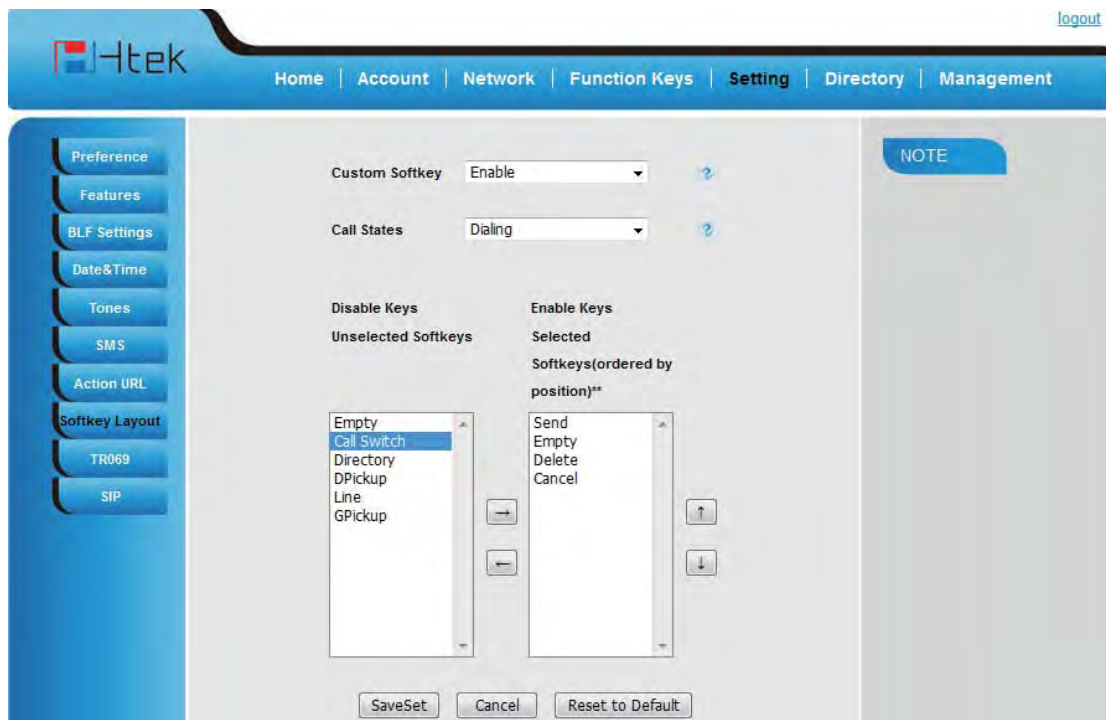 logout
Htek
Home | Account | Network | Function Keys | Setting | Directory | Management
Preference
Features
BLF Settings
Date&Time
Tones
SMS
Action URL
Softkey Layout
TR069
SIP
Custom Softkey Enable ?
Call States Dialing ?
Disable Keys
Unselected Softkeys
Enable Keys
Selected
Softkeys(ordered by
position)**
Empty
Call Switch
Directory
DPickup
Line
GPickup
→
←
Send
Empty
Delete
Cancel
↑
↓
SaveSet Cancel Reset to Default
NOTE